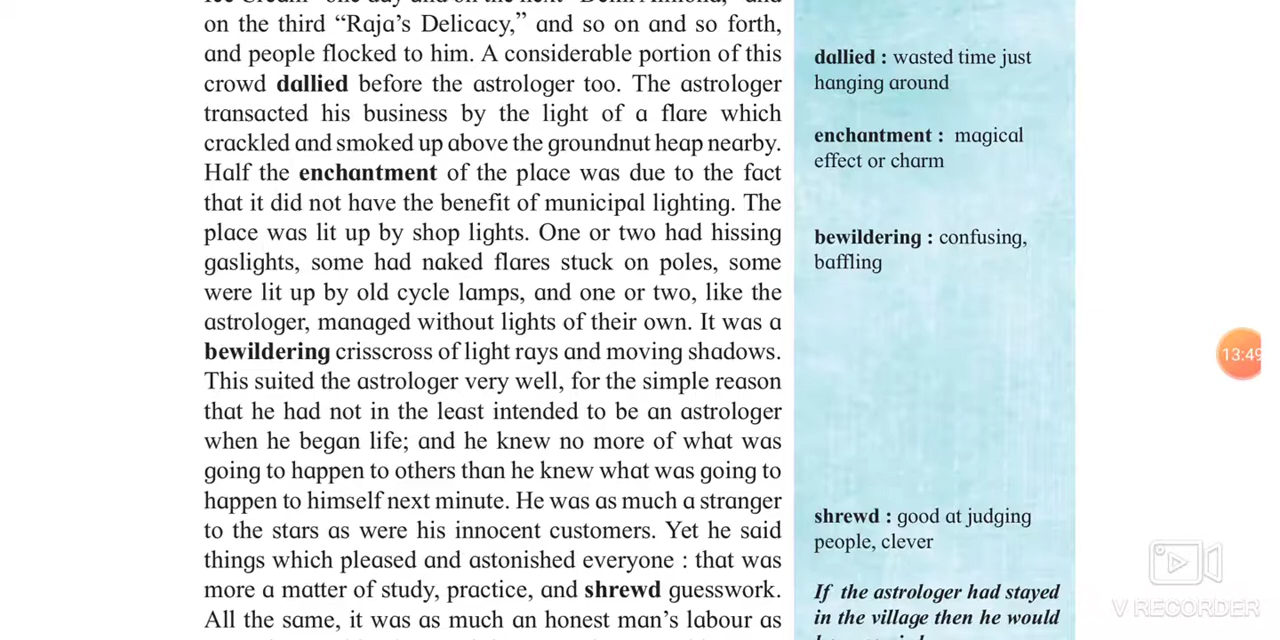 on the third “Raja’s Delicacy,” and so on and so forth,
and people flocked to him. A considerable portion of this
crowd dallied before the astrologer too. The astrologer
transacted his business by the light of a flare which
crackled and smoked up above the groundnut heap nearby.
Half the enchantment of the place was due to the fact
that it did not have the benefit of municipal lighting. The
place was lit up by shop lights. One or two had hissing
gaslights, some had naked flares stuck on poles, some
were lit up by old cycle lamps, and one or two, like the
astrologer, managed without lights of their own. It was a
bewildering crisscross of light rays and moving shadows.
This suited the astrologer very well, for the simple reason
that he had not in the least intended to be an astrologer
when he began life; and he knew no more of what was
going to happen to others than he knew what was going to
happen to himself next minute. He was as much a stranger
to the stars as were his innocent customers. Yet he said
things which pleased and astonished everyone : that was
more a matter of study, practice, and shrewd guesswork.
All the same, it was as much an honest man’s labour as
dallied : wasted time just
hanging around
enchantment : magical
effect or charm
bewildering : confusing,
baffling
shrewd : good at judging
people, clever
If the astrologer had stayed
in the village then he would
13:49
V RECORDER